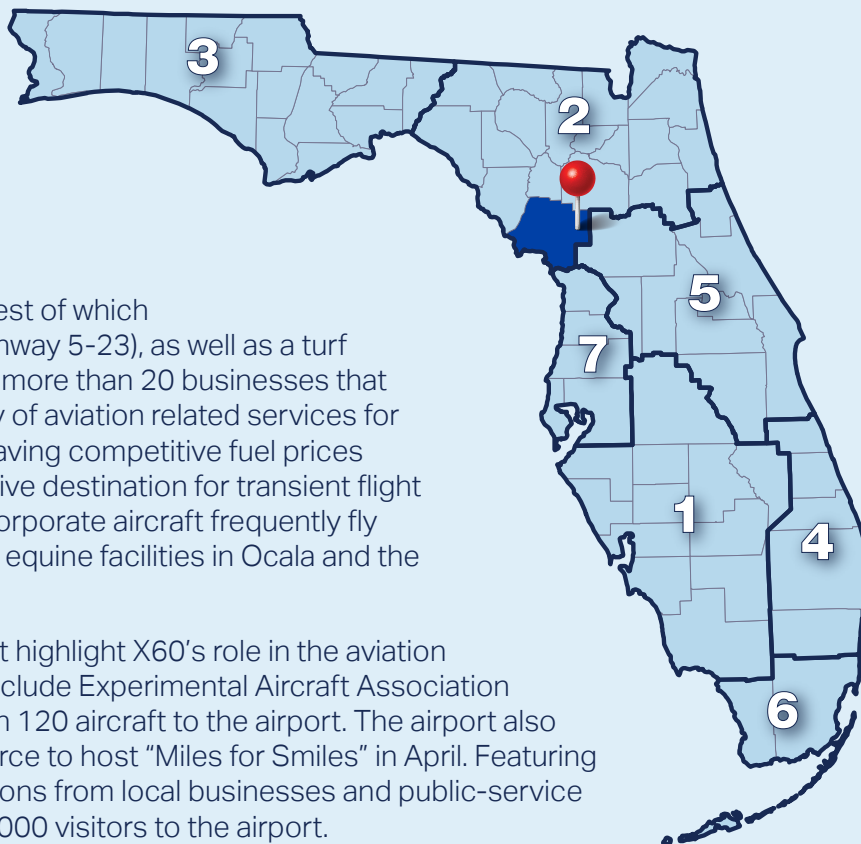 3
2
5
7
1
4
6
est of which
way 5-23), as well as a turf
more than 20 businesses that
y of aviation related services for
aving competitive fuel prices
ive destination for transient flight
orporate aircraft frequently fly
equine facilities in Ocala and the
t highlight X60’s role in the aviation
clude Experimental Aircraft Association
n 120 aircraft to the airport. The airport also
rce to host “Miles for Smiles” in April. Featuring
ons from local businesses and public-service
000 visitors to the airport.